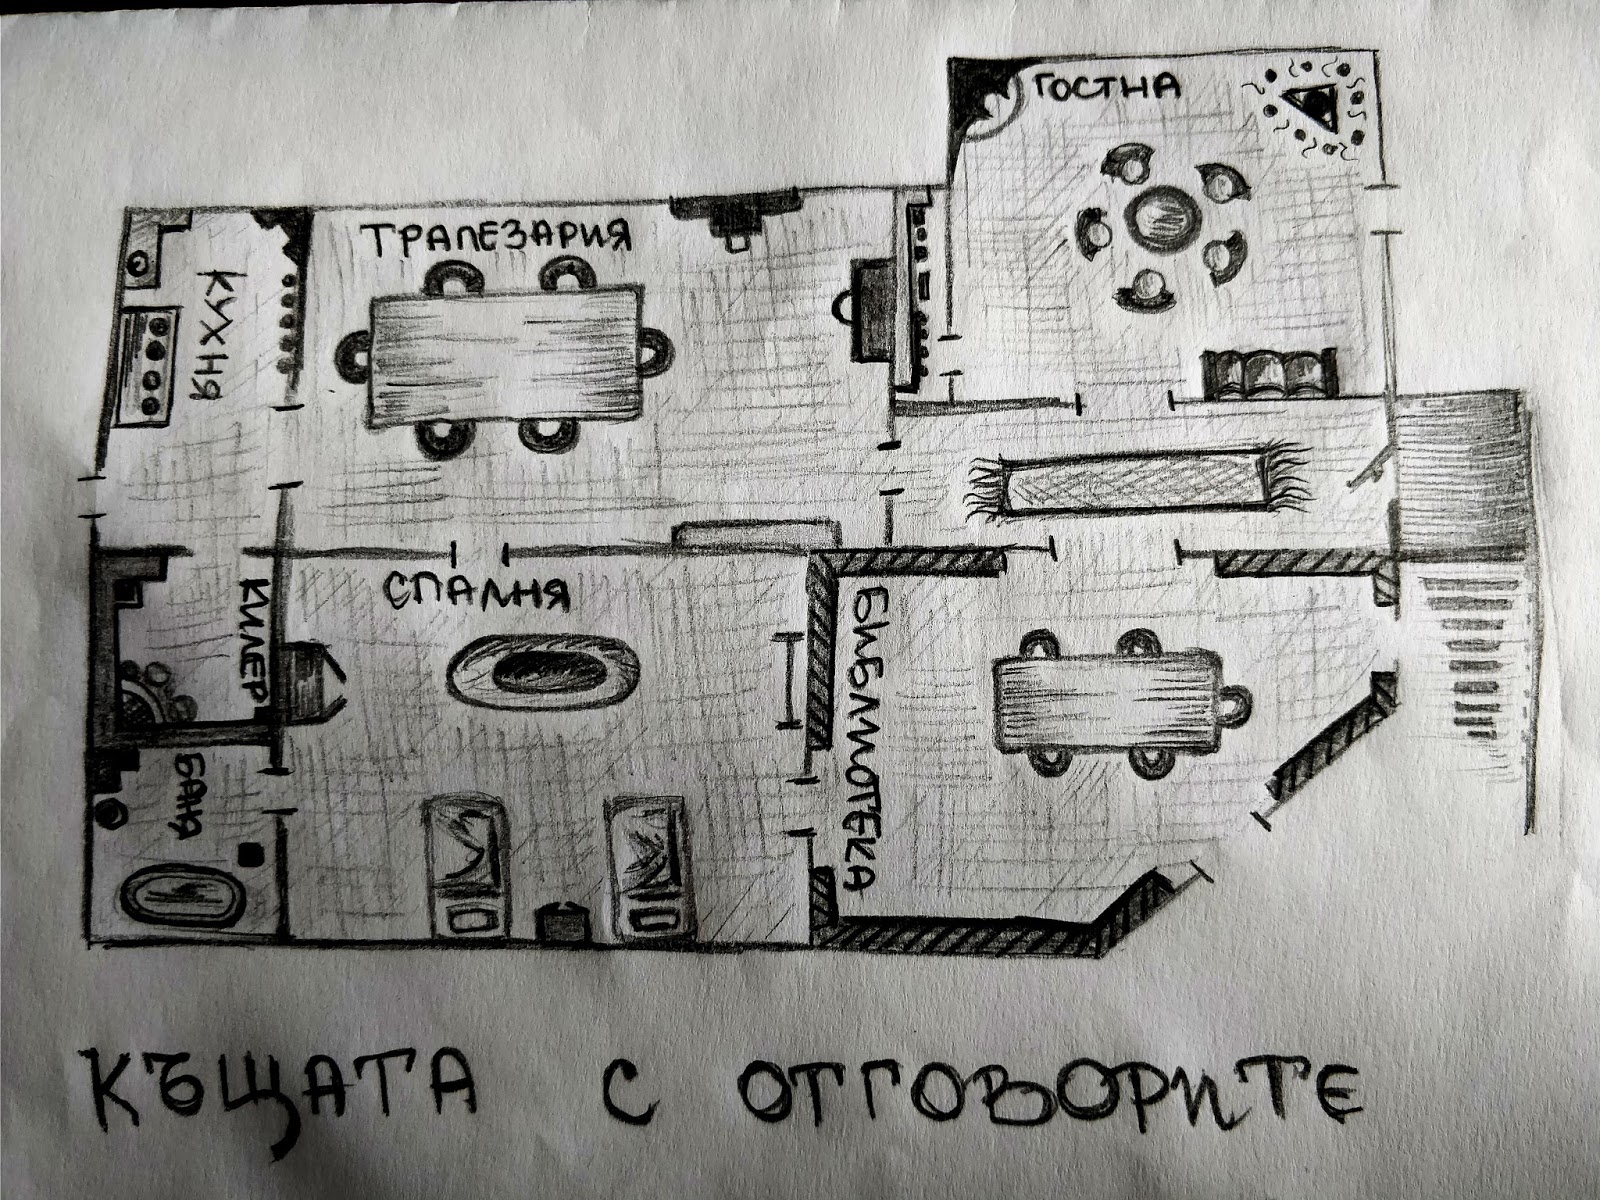 ГОСТНА
ТРАПЕЗАРИЯ
КУХНЯ
СПАЛНЯ
КИЛЕР
БИБЛИОТЕКА
БАНЯ
КЪЩАТА С ОТГОВОРИТЕ